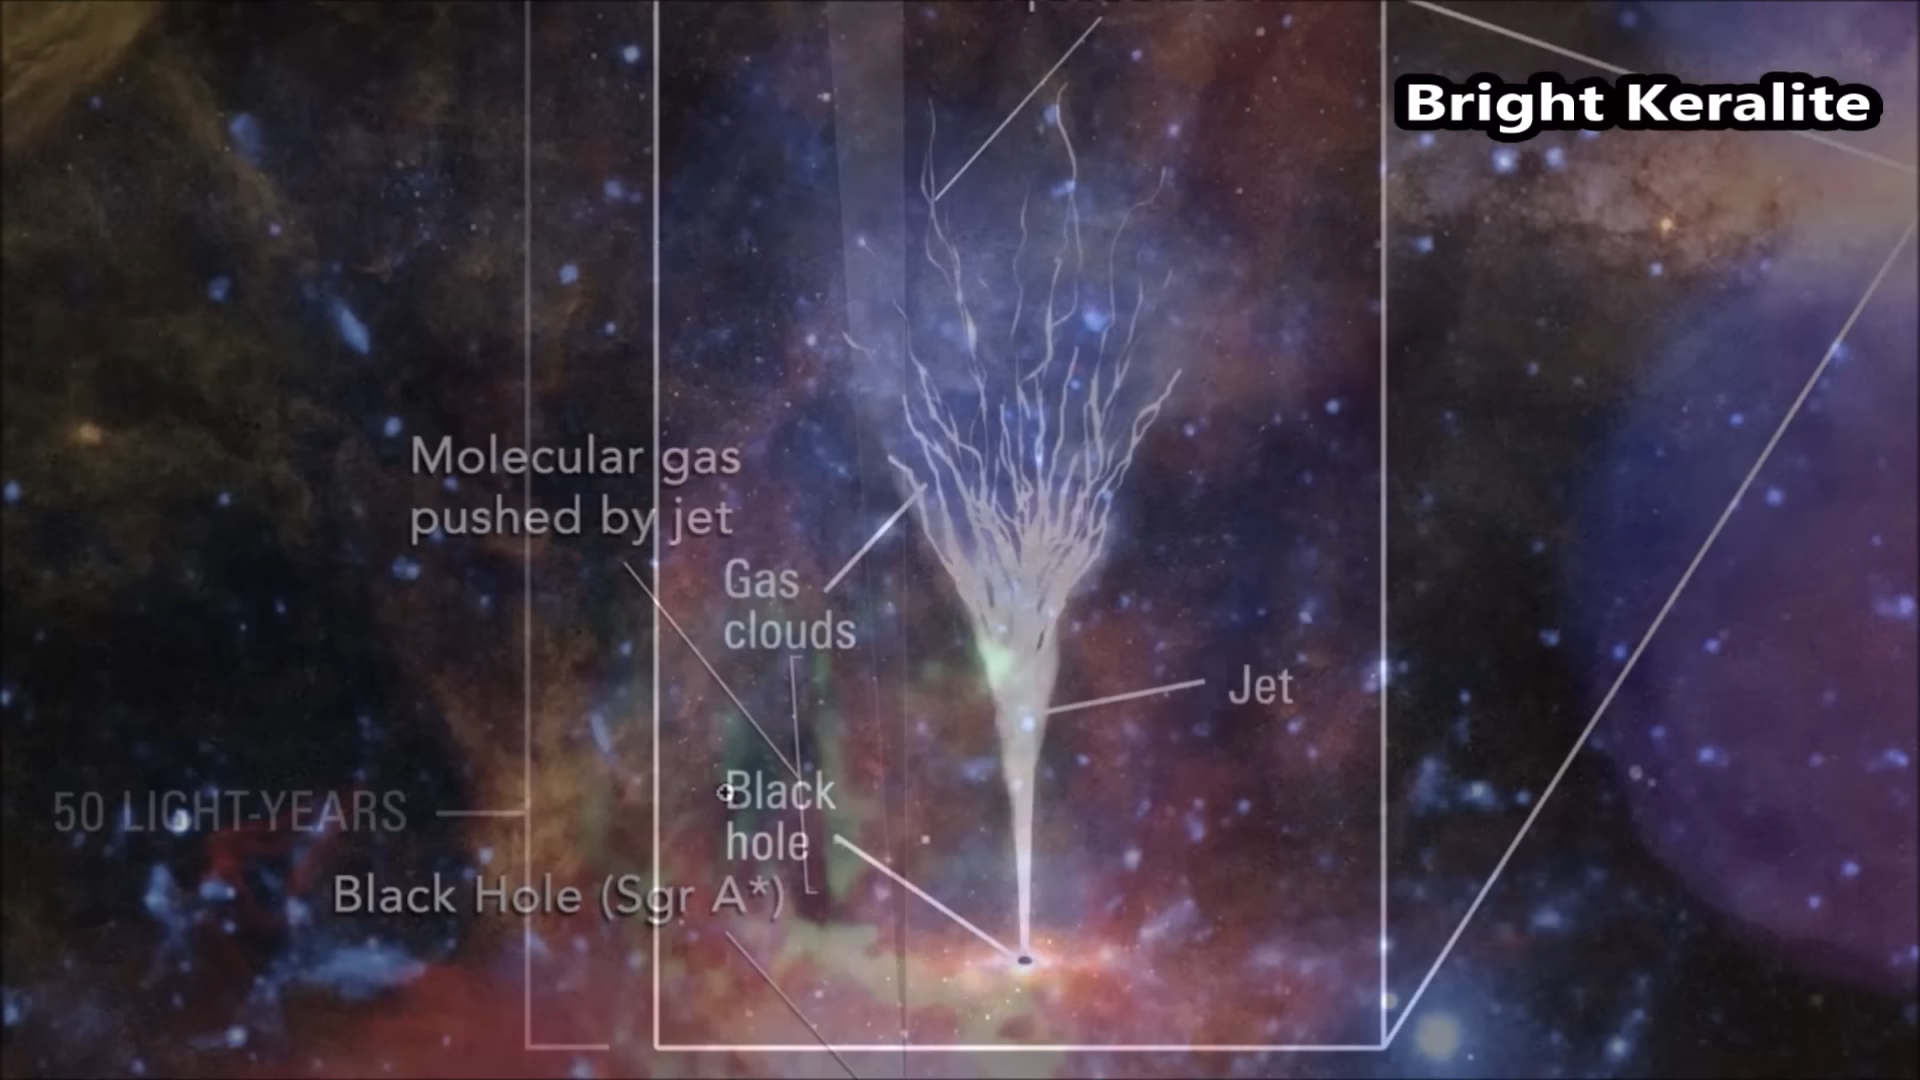 Bright Keralite
Molecular gas
pushed by jet
Gas
clouds
Jet
Black
hole
50 LIGHT-YEARS
Black Hole (Sgr A*)